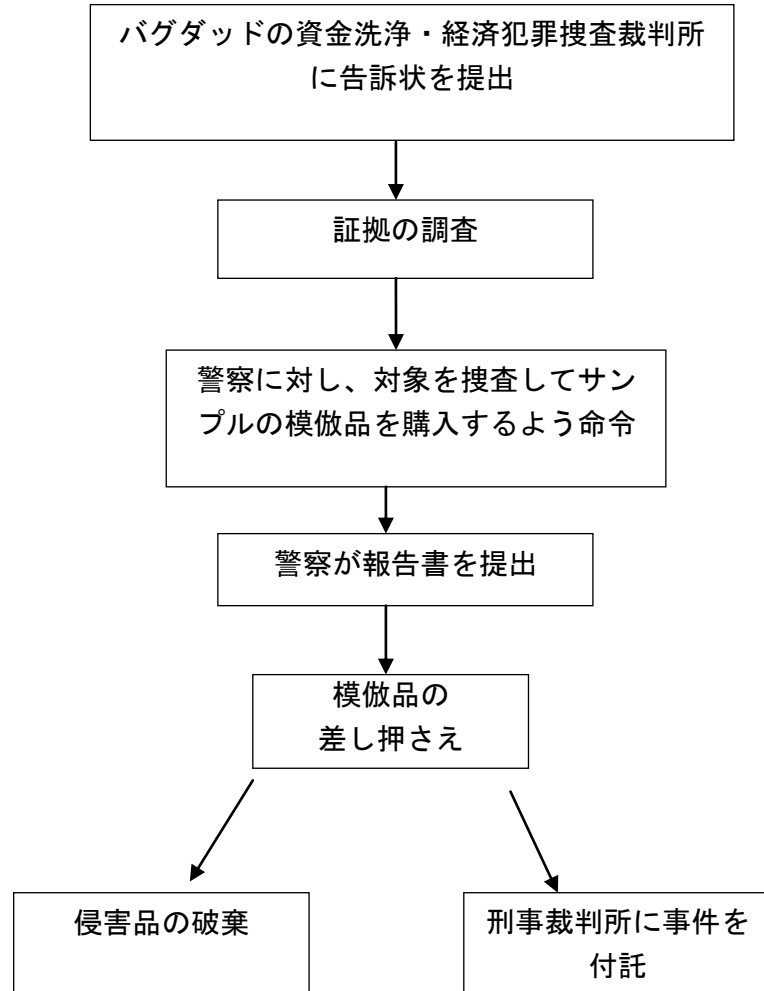 バグダッドの資金洗浄・経済犯罪捜査裁判所
に告訴状を提出
証拠の調査
警察に対し、対象を捜査してサン
プルの模倣品を購入するよう命令
警察が報告書を提出
模倣品の
差し押さえ
侵害品の破棄
刑事裁判所に事件を
付託